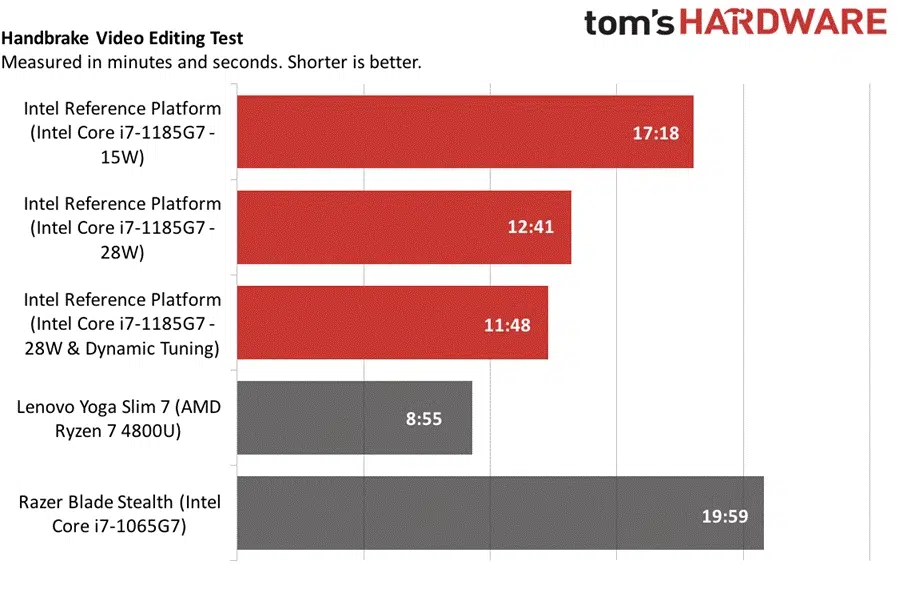 tom's HARDWARE
Handbrake Video Editing Test
Measured in minutes and seconds. Shorter is better.
Intel Reference Platform
(Intel Core i7-1185G7 -
15W)
17:18
Intel Reference Platform
(Intel Core i7-1185G7 -
28W)
12:41
Intel Reference Platform
(Intel Core i7-1185G7 -
28W & Dynamic Tuning)
11:48
Lenovo Yoga Slim 7 (AMD
Ryzen 7 4800U)
8:55
Razer Blade Stealth (Intel
Core i7-1065G7)
19:59